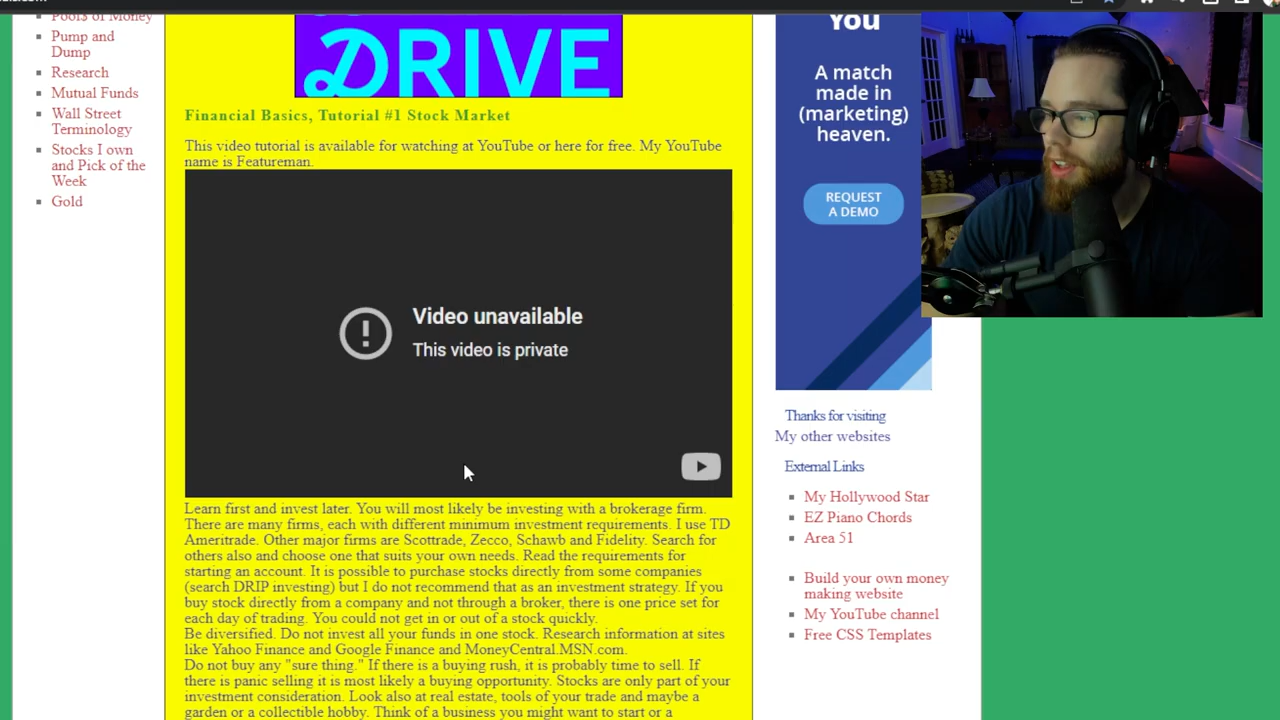 Pump and
Dump
Research
Mutual Funds
Wall Street
Terminology
Stocks I own
and Pick of the
Week
Gold
DRIVE
Financial Basics, Tutorial #1 Stock Market
This video tutorial is available for watching at YouTube or here for free. My YouTube
name is Featureman.
Video unavailable
This video is private
Learn first and invest later. You will most likely be investing with a brokerage firm.
There are many firms, each with different minimum investment requirements. I use TD
Ameritrade. Other major firms are Scottrade, Zecco, Schawb and Fidelity. Search for
others also and choose one that suits your own needs. Read the requirements for
starting an account. It is possible to purchase stocks directly from some companies
(search DRIP investing) but I do not recommend that as an investment strategy. If you
buy stock directly from a company and not through a broker, there is one price set for
each day of trading. You could not get in or out of a stock quickly.
Be diversified. Do not invest all your funds in one stock. Research information at sites
like Yahoo Finance and Google Finance and MoneyCentral.MSN.com.
Do not buy any "sure thing." If there is a buying rush, it is probably time to sell. If
there is panic selling it is most likely a buying opportunity. Stocks are only part of your
investment consideration. Look also at real estate, tools of your trade and maybe a
garden or a collectible hobby. Think of a business you might want to start or a
You
A match
made in
(marketing)
heaven.
REQUEST
A DEMO
Thanks for visiting
My other websites
External Links
My Hollywood Star
EZ Piano Chords
Area 51
Build your own money
making website
My YouTube channel
Free CSS Templates